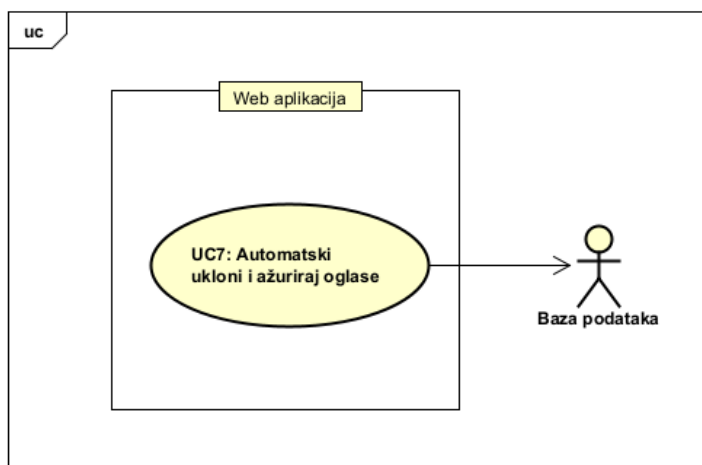 uc
Web aplikacija
UC7: Automatski
ukloni i ažuriraj oglase
Baza podataka